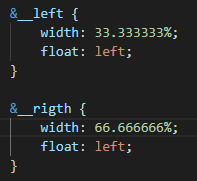 &__left {
width: 33.333333%;
float: left;
}
&__rigth {
width: 66.666666%;
float: left;
}